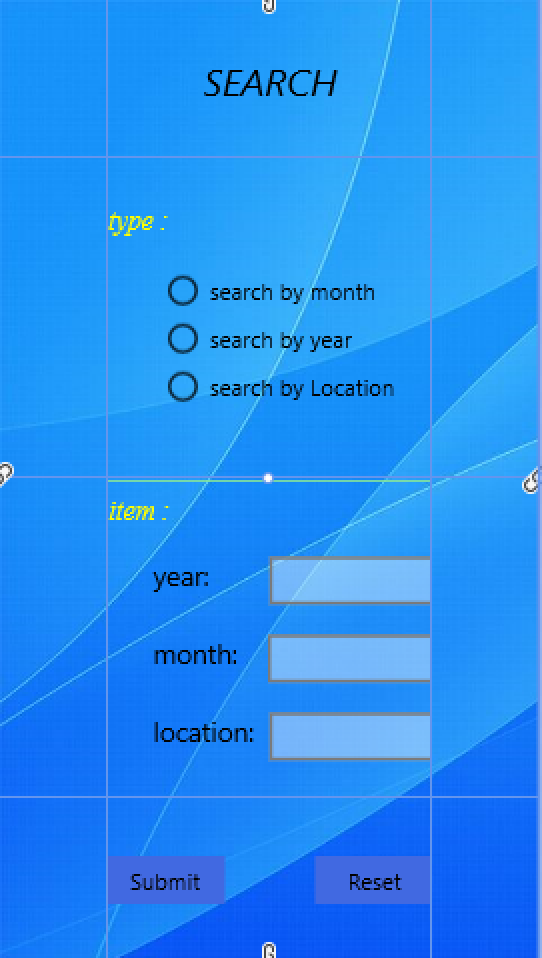 SEARCH
type :
search by month
search by year
search by Location
item :
year:
month:
location:
Submit Reset